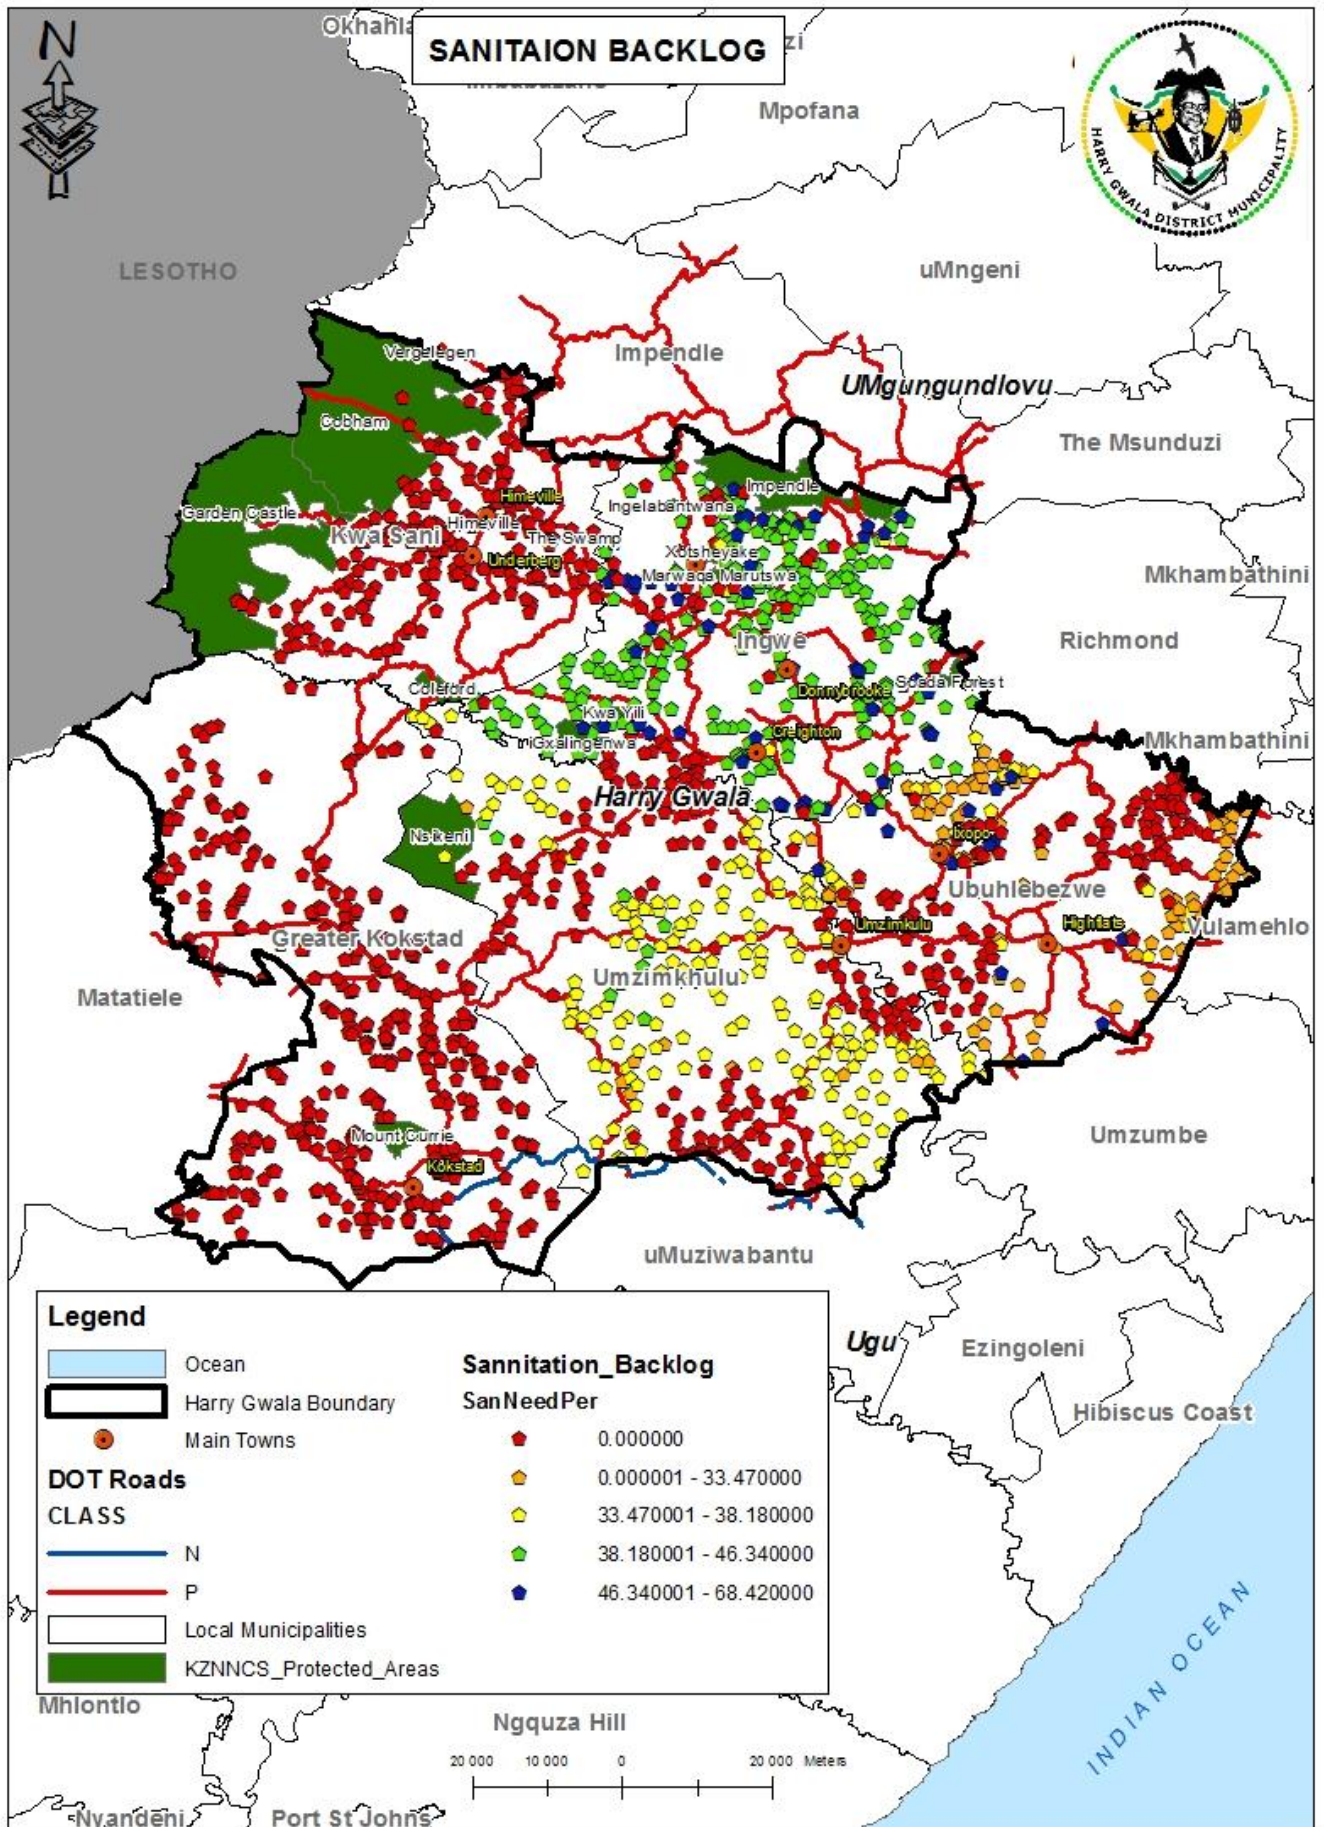 Okhahla
SANITAION BACKLOG
zi
Mpofana
N
HARRY GWALA DISTRICT MUNICIPALITY
LESOTHO
uMngeni
Vergelegen
Impendle
UMgungundlovu
Cobham
The Msunduzi
Himeville
Impendle
Garden Castle
Ingelabantwana
Himeville
Kwa Sani
The Swamp
Underberg
Xotsheyake
Marwaqa Marutswa
Mkhambathini
Ingwe
Richmond
Coleford
Donnybrooke
Soada Forest
Kwa Yili
iGxalingenwa
Creighton
Mkhambathini
Harry Gwala
Nsikeni
Ixopo
Ubuhlebezwe
Umzimkulu
Highflats
Vulamehlo
Greater Kokstad
Umzimkhulu
Matatiele
Mount Currie
Umzumbe
Kokstad
uMuziwabantu
Legend
Ocean
Harry Gwala Boundary
Main Towns
DOT Roads
CLASS
N
P
Local Municipalities
KZNNCS_Protected_Areas
Sannitation_Backlog
SanNeedPer
0.000000
0.000001 - 33.470000
33.470001 - 38.180000
38.180001 - 46.340000
46.340001 - 68.420000
Ugu
Ezingoleni
Hibiscus Coast
INDIAN OCEAN
Mhlontlo
Ngquza Hill
20 000 10 000 0 20 000 Meters
Nyandeni
Port St Johns